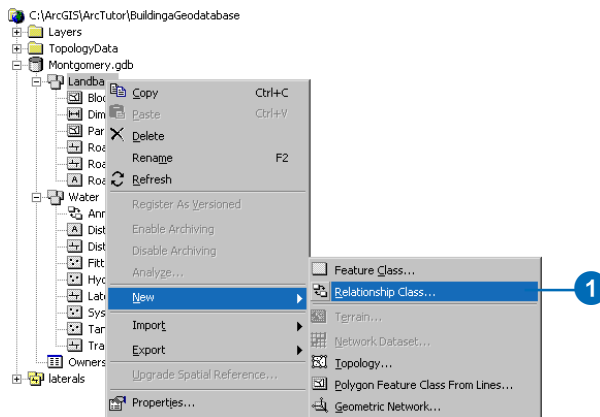 C:\ArcGIS\ArcTutor\BuildingaGeodatabase
Layers
TopologyData
Montgomery.gdb
Landba
Bloc
Dim
Par
Roa
Roa
Roa
Water
Ann
Dist
Dist
Fitt
Hyd
Late
Sys
Tan
Tra
Owners
laterals
Copy Ctrl+C
Paste Ctrl+V
Delete
Rename F2
Refresh
Register As Versioned
Enable Archiving
Disable Archiving
Analyze...
New
Import
Export
Upgrade Spatial Reference...
Properties...
Feature Class...
Relationship Class...
Terrain...
Network Dataset...
Topology...
Polygon Feature Class From Lines...
Geometric Network...
1